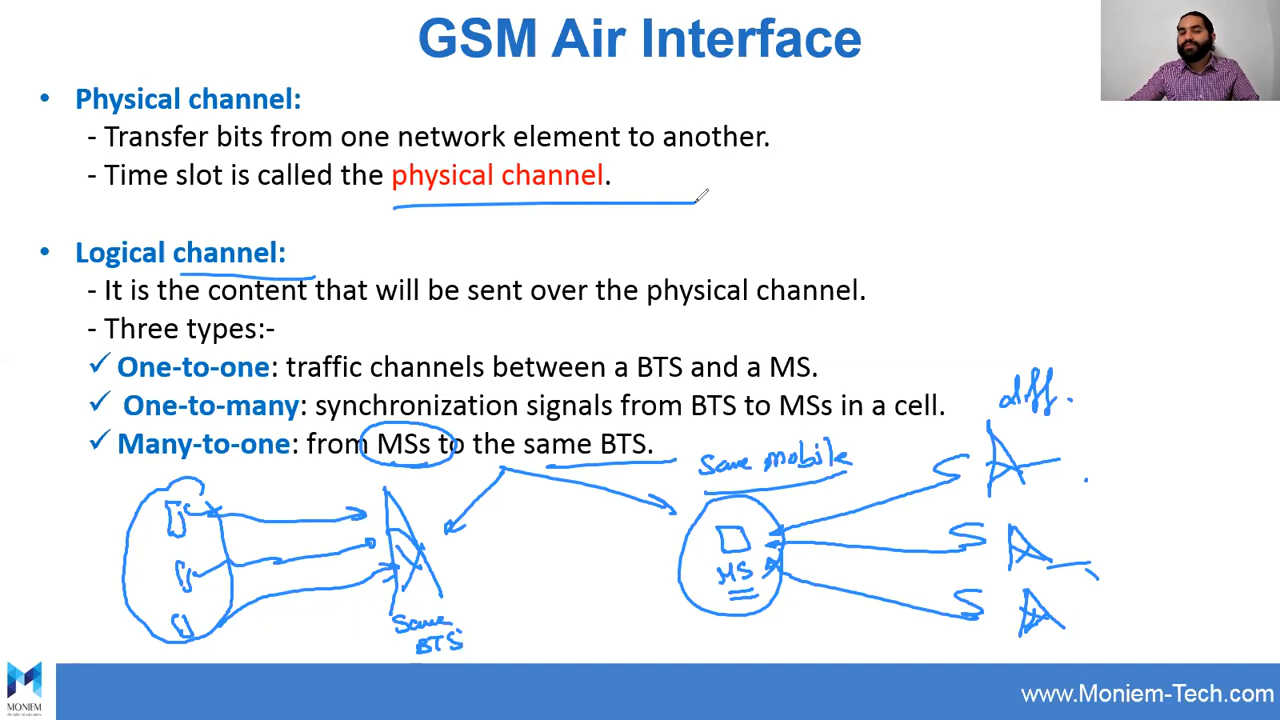 GSM Air Interface
• Physical channel:
- Transfer bits from one network element to another.
- Time slot is called the physical channel.
• Logical channel:
- It is the content that will be sent over the physical channel.
- Three types:-
✓ One-to-one: traffic channels between a BTS and a MS.
✓ One-to-many: synchronization signals from BTS to MSs in a cell.
✓ Many-to-one: from MSs to the same BTS.
diff.
Same mobile
MS
Same
BTS
S
S
S
MONIEM
www.Moniem-Tech.com